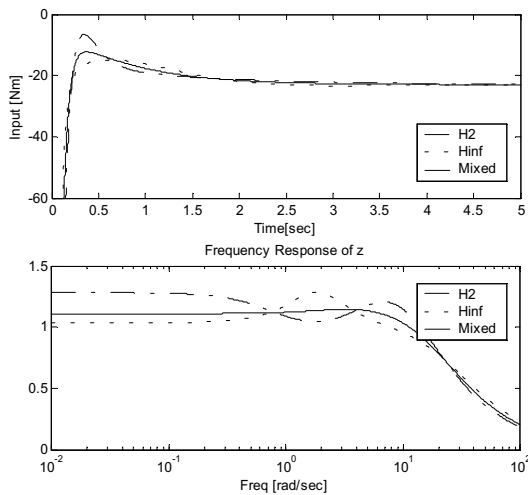 0
-20
-40
-60
Input [Nm]
H2
Hinf
Mixed
0 0.5 1 1.5 2 2.5 3 3.5 4 4.5 5
Time[sec]
Frequency Response of z
1.5
1
0.5
0
H2
Hinf
Mixed
10^-2 10^-1 10^0 10^1 10^2
Freq [rad/sec]